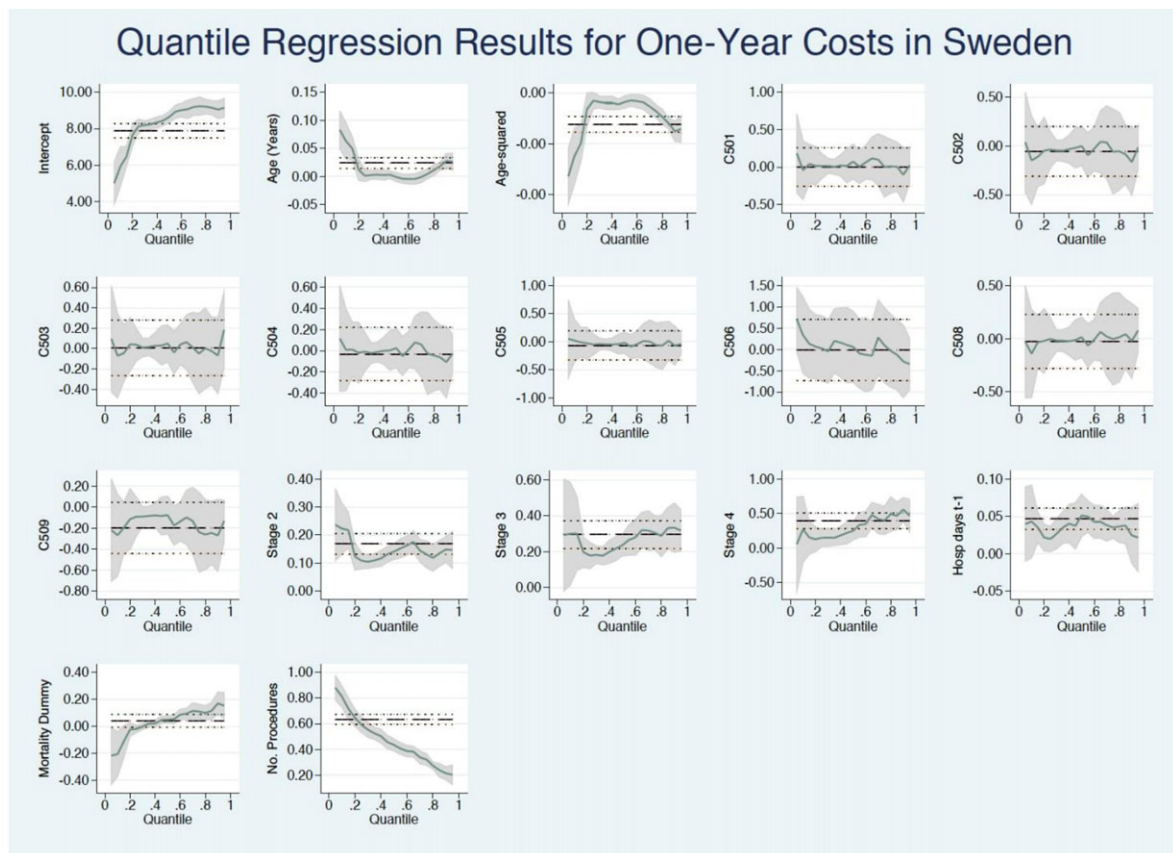 Quantile Regression Results for One-Year Costs in Sweden
Intercept
10.00
8.00
6.00
4.00
0 .2 .4 .6 .8 1
Quantile
Age (Years)
0.15
0.10
0.05
0.00
-0.05
0 .2 .4 .6 .8 1
Quantile
Age-squared
0.00
-0.00
-0.00
0 .2 .4 .6 .8 1
Quantile
C501
1.00
0.50
0.00
-0.50
0 .2 .4 .6 .8 1
Quantile
C502
0.50
0.00
-0.50
0 .2 .4 .6 .8 1
Quantile
C503
0.60
0.40
0.20
0.00
-0.20
-0.40
0 .2 .4 .6 .8 1
Quantile
C504
0.60
0.40
0.20
0.00
-0.20
-0.40
0 .2 .4 .6 .8 1
Quantile
C505
1.00
0.50
0.00
-0.50
-1.00
0 .2 .4 .6 .8 1
Quantile
C506
1.50
1.00
0.50
0.00
-0.50
-1.00
0 .2 .4 .6 .8 1
Quantile
C508
0.50
0.00
-0.50
0 .2 .4 .6 .8 1
Quantile
C509
0.20
0.00
-0.20
-0.40
-0.60
-0.80
0 .2 .4 .6 .8 1
Quantile
Stage 2
0.40
0.30
0.20
0.10
0.00
0 .2 .4 .6 .8 1
Quantile
Stage 3
0.60
0.40
0.20
0.00
0 .2 .4 .6 .8 1
Quantile
Stage 4
1.00
0.50
0.00
-0.50
0 .2 .4 .6 .8 1
Quantile
Hosp days t-1
0.10
0.05
0.00
-0.05
0 .2 .4 .6 .8 1
Quantile
Mortality Dummy
0.40
0.20
0.00
-0.20
-0.40
0 .2 .4 .6 .8 1
Quantile
No. Procedures
1.00
0.80
0.60
0.40
0.20
0 .2 .4 .6 .8 1
Quantile